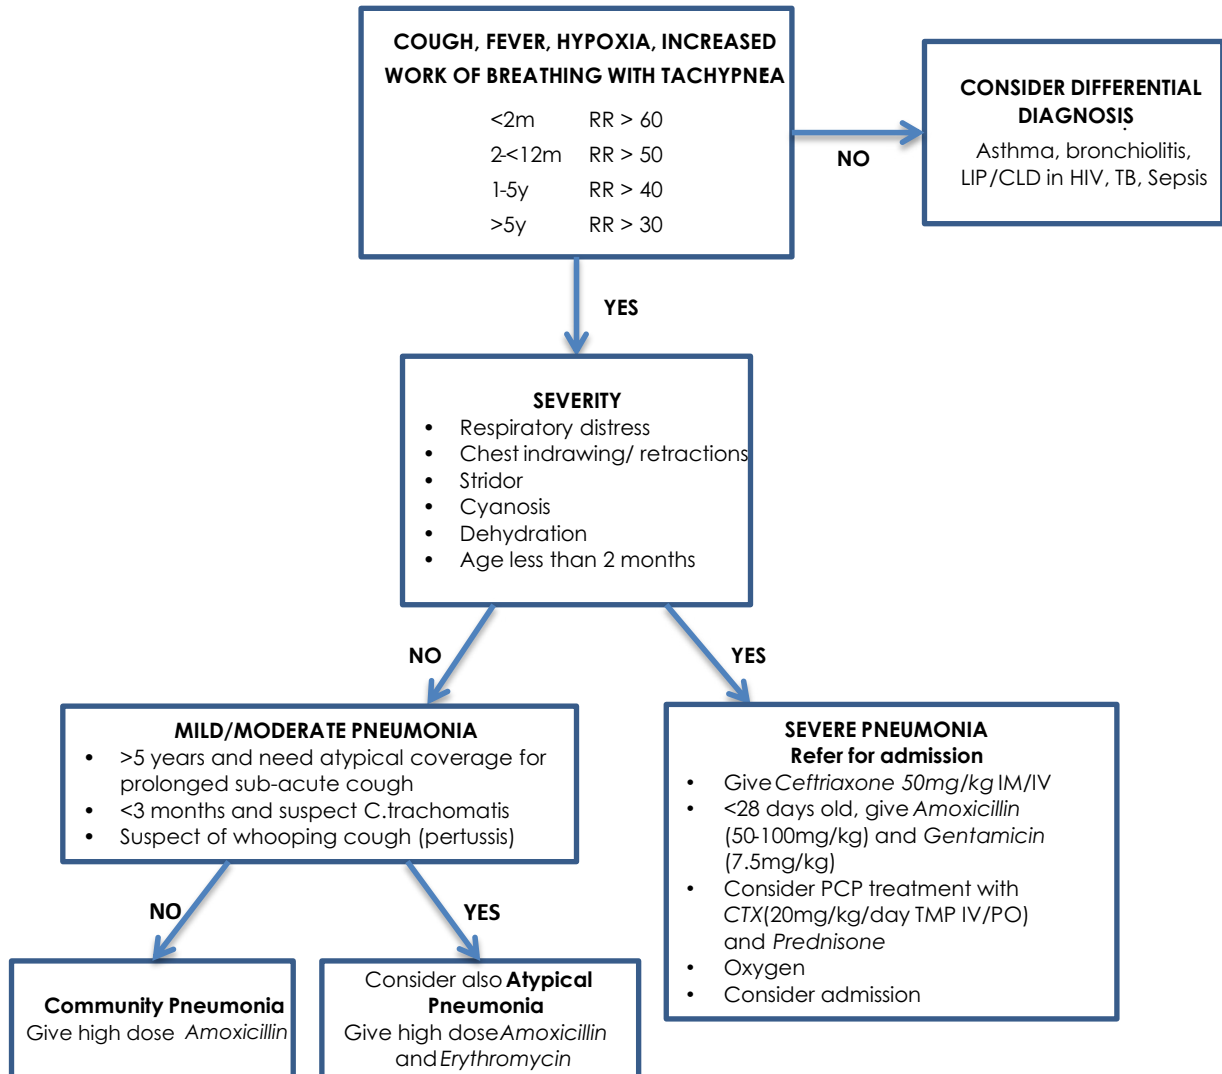 COUGH, FEVER, HYPOXIA, INCREASED
WORK OF BREATHING WITH TACHYPNEA
<2m RR > 60
2-<12m RR > 50
1-5y RR > 40
>5y RR > 30
NO
CONSIDER DIFFERENTIAL
DIAGNOSIS
Asthma, bronchiolitis,
LIP/CLD in HIV, TB, Sepsis
YES
SEVERITY
• Respiratory distress
• Chest indrawing/ retractions
• Stridor
• Cyanosis
• Dehydration
• Age less than 2 months
NO
YES
MILD/MODERATE PNEUMONIA
• >5 years and need atypical coverage for
prolonged sub-acute cough
• <3 months and suspect C.trachomatis
• Suspect of whooping cough (pertussis)
SEVERE PNEUMONIA
Refer for admission
• Give Ceftriaxone 50mg/kg IM/IV
• <28 days old, give Amoxicillin
(50-100mg/kg) and Gentamicin
(7.5mg/kg)
• Consider PCP treatment with
CTX(20mg/kg/day TMP IV/PO)
and Prednisone
• Oxygen
• Consider admission
NO
YES
Community Pneumonia
Give high dose Amoxicillin
Consider also Atypical
Pneumonia
Give high dose Amoxicillin
and Erythromycin